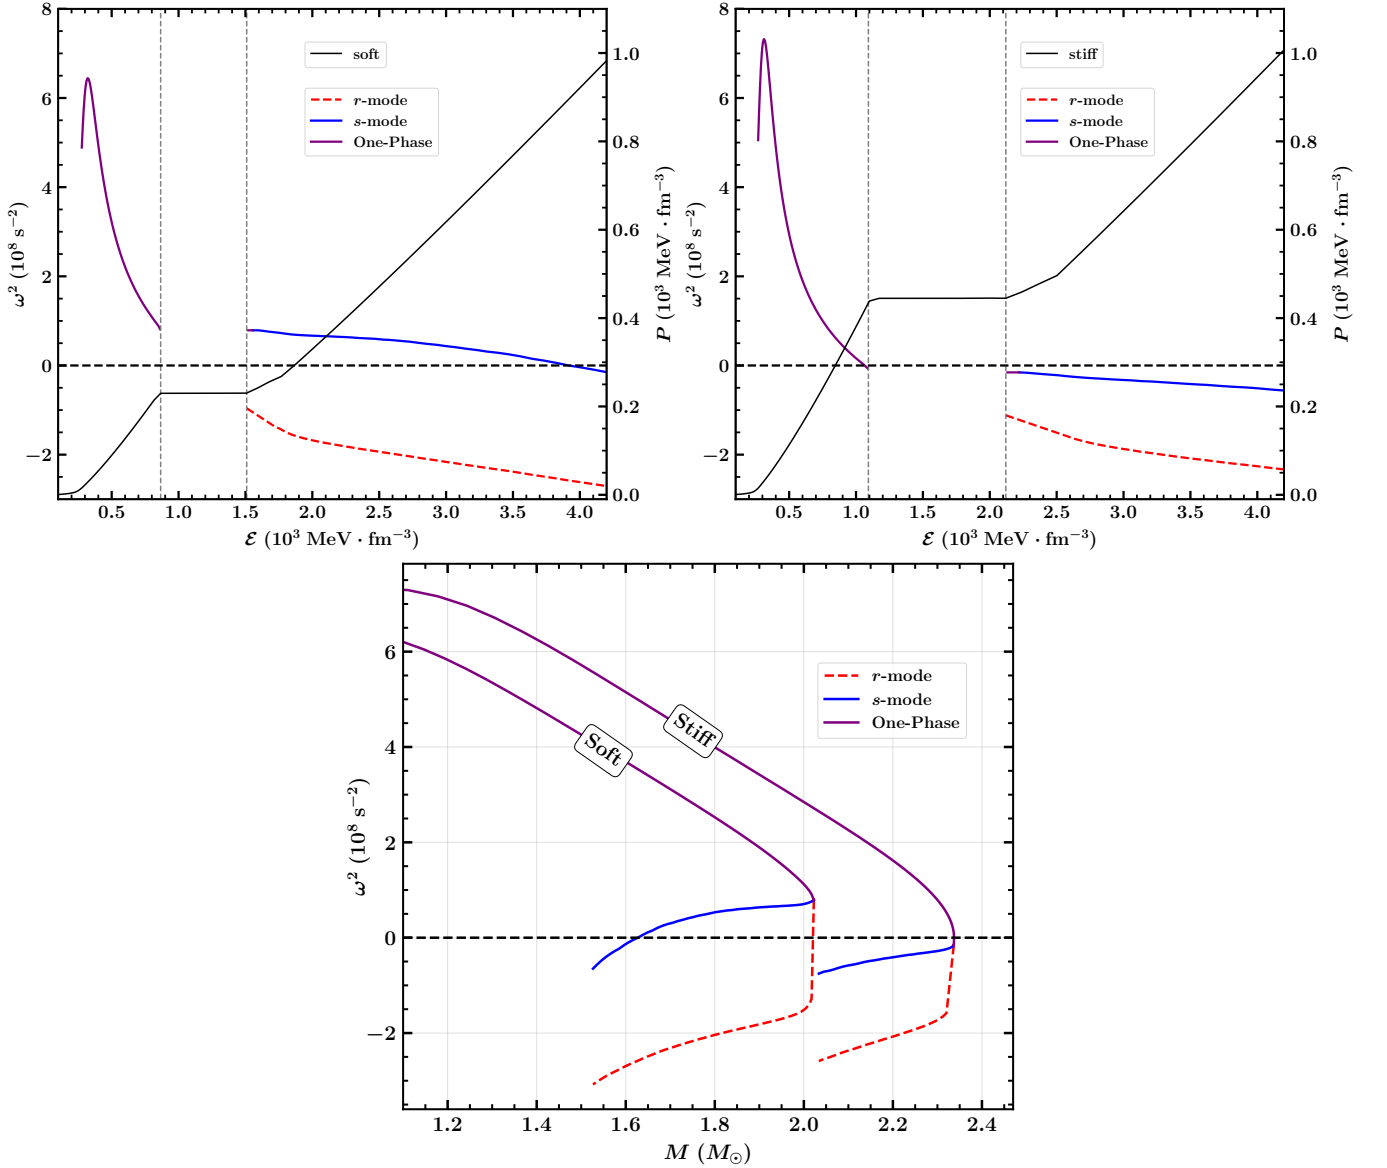 8
6
4
2
0
−2
ω² (10⁸ s⁻²)
0.5 1.0 1.5 2.0 2.5 3.0 3.5 4.0
ℰ (10³ MeV · fm⁻³)
1.0
0.8
0.6
0.4
0.2
0.0
P (10³ MeV · fm⁻³)
soft
r-mode
s-mode
One-Phase
8
6
4
2
0
−2
ω² (10⁸ s⁻²)
0.5 1.0 1.5 2.0 2.5 3.0 3.5 4.0
ℰ (10³ MeV · fm⁻³)
1.0
0.8
0.6
0.4
0.2
0.0
P (10³ MeV · fm⁻³)
stiff
r-mode
s-mode
One-Phase
6
4
2
0
−2
ω² (10⁸ s⁻²)
1.2 1.4 1.6 1.8 2.0 2.2 2.4
M (M☉)
r-mode
s-mode
One-Phase
Stiff
Soft